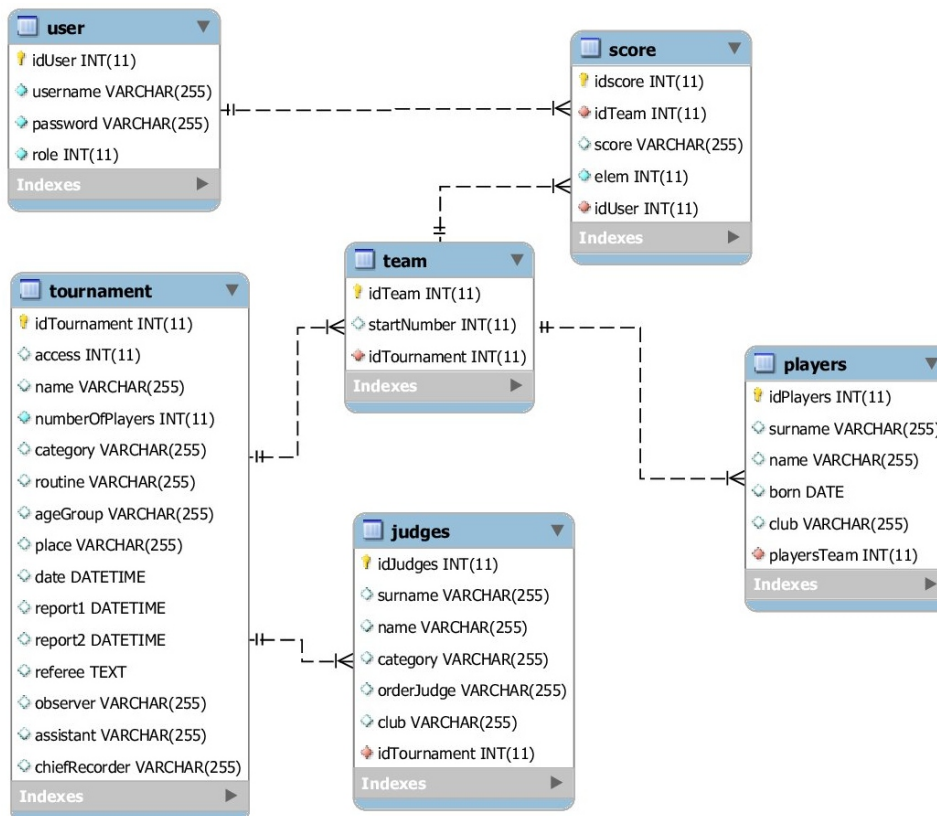 user
idUser INT(11)
username VARCHAR(255)
password VARCHAR(255)
role INT(11)
Indexes
score
idscore INT(11)
idTeam INT(11)
score VARCHAR(255)
elem INT(11)
idUser INT(11)
Indexes
team
idTeam INT(11)
startNumber INT(11)
idTournament INT(11)
Indexes
tournament
idTournament INT(11)
access INT(11)
name VARCHAR(255)
numberOfPlayers INT(11)
category VARCHAR(255)
routine VARCHAR(255)
ageGroup VARCHAR(255)
place VARCHAR(255)
date DATETIME
report1 DATETIME
report2 DATETIME
referee TEXT
observer VARCHAR(255)
assistant VARCHAR(255)
chiefRecorder VARCHAR(255)
Indexes
players
idPlayers INT(11)
surname VARCHAR(255)
name VARCHAR(255)
born DATE
club VARCHAR(255)
playersTeam INT(11)
Indexes
judges
idJudges INT(11)
surname VARCHAR(255)
name VARCHAR(255)
category VARCHAR(255)
orderJudge VARCHAR(255)
club VARCHAR(255)
idTournament INT(11)
Indexes